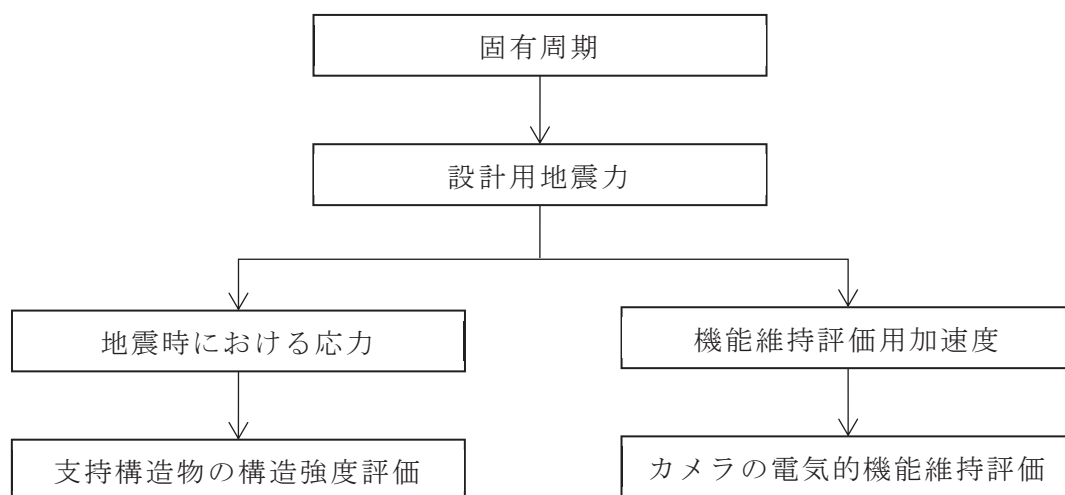 固有周期
設計用地震力
地震時における応力
機能維持評価用加速度
支持構造物の構造強度評価
カメラの電気的機能維持評価